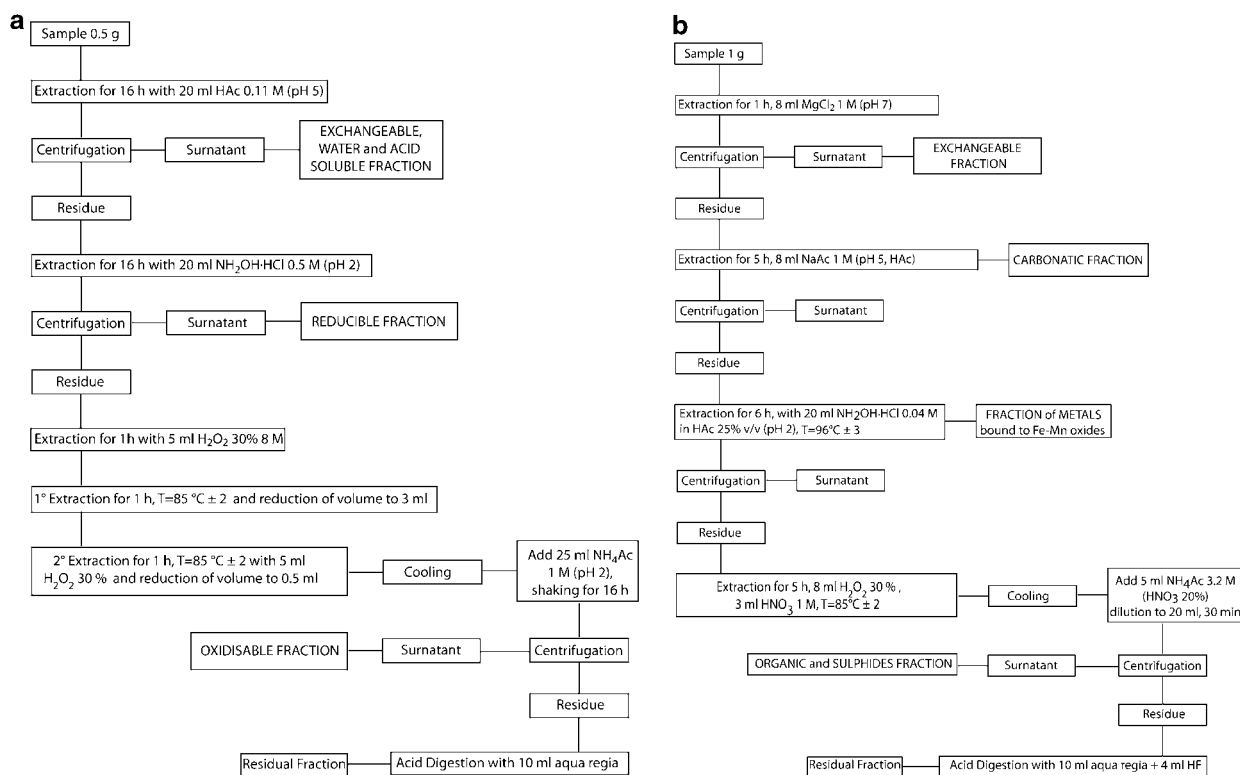 a
Sample 0.5 g
Extraction for 16 h with 20 ml HAc 0.11 M (pH 5)
Centrifugation
Surnatant
EXCHANGEABLE,
WATER and ACID
SOLUBLE FRACTION
Residue
Extraction for 16 h with 20 ml NH₂OH·HCl 0.5 M (pH 2)
Centrifugation
Surnatant
REDUCIBLE FRACTION
Residue
Extraction for 1h with 5 ml H₂O₂ 30% 8 M
1° Extraction for 1 h, T=85 °C ± 2 and reduction of volume to 3 ml
2° Extraction for 1 h, T=85 °C ± 2 with 5 ml
H₂O₂ 30 % and reduction of volume to 0.5 ml
Cooling
Add 25 ml NH₄Ac
1 M (pH 2),
shaking for 16 h
OXIDISABLE FRACTION
Surnatant
Centrifugation
Residue
Residual Fraction
Acid Digestion with 10 ml aqua regia
b
Sample 1 g
Extraction for 1 h, 8 ml MgCl₂ 1 M (pH 7)
Centrifugation
Surnatant
EXCHANGEABLE
FRACTION
Residue
Extraction for 5 h, 8 ml NaAc 1 M (pH 5, HAc)
CARBONATIC FRACTION
Centrifugation
Surnatant
Residue
Extraction for 6 h, with 20 ml NH₂OH·HCl 0.04 M
in HAc 25% v/v (pH 2), T=96°C ± 3
FRACTION of METALS
bound to Fe-Mn oxides
Centrifugation
Surnatant
Residue
Extraction for 5 h, 8 ml H₂O₂ 30 % ,
3 ml HNO₃ 1 M, T=85°C ± 2
Cooling
Add 5 ml NH₄Ac 3.2 M
(HNO₃ 20%)
dilution to 20 ml, 30 min
ORGANIC and SULPHIDES FRACTION
Surnatant
Centrifugation
Residue
Residual Fraction
Acid Digestion with 10 ml aqua regia + 4 ml HF